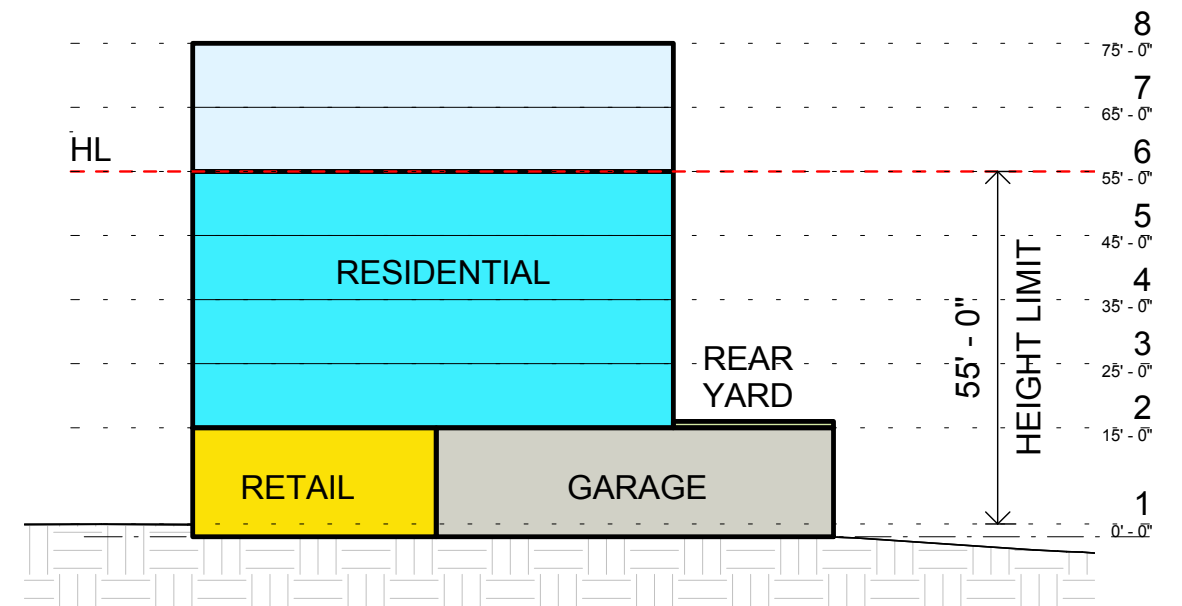 8
75' - 0"
7
65' - 0"
HL
6
55' - 0"
5
45' - 0"
RESIDENTIAL
4
35' - 0"
55' - 0"
HEIGHT LIMIT
REAR
YARD
3
25' - 0"
2
15' - 0"
RETAIL
GARAGE
1
0' - 0"